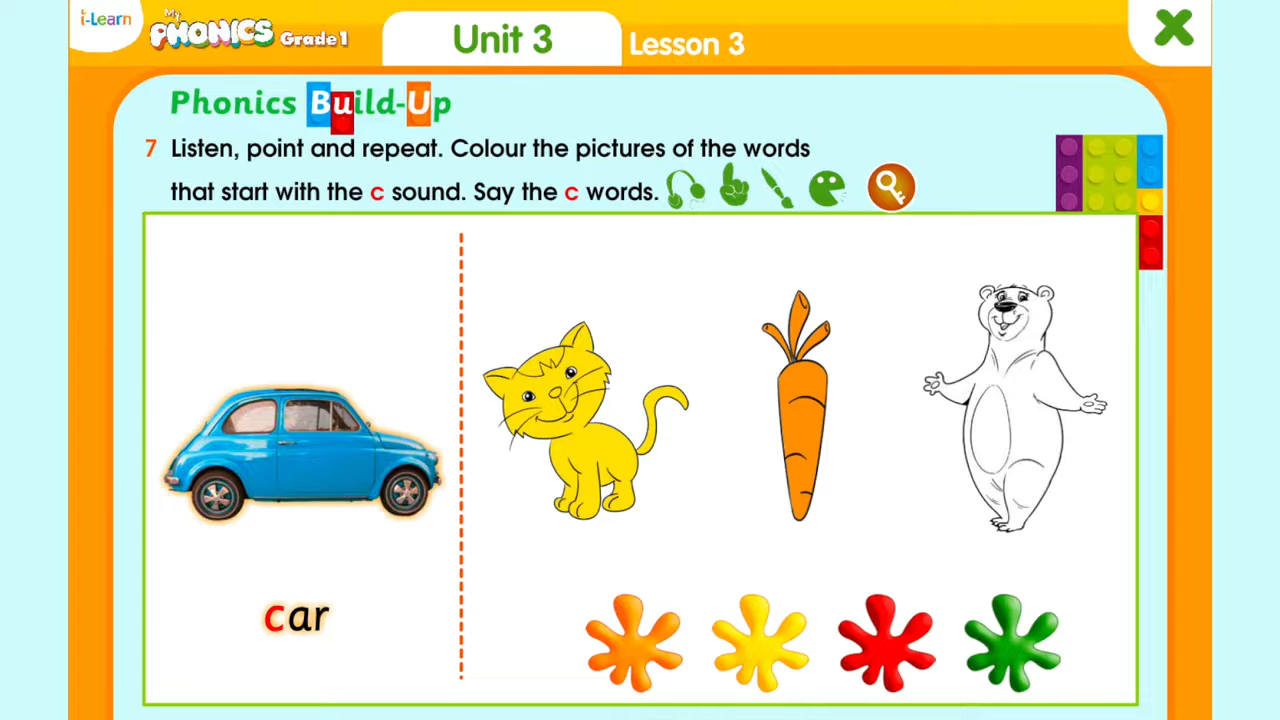 i-Learn
My
PHONICS Grade 1
Unit 3
Lesson 3
X
Phonics Build-Up
7 Listen, point and repeat. Colour the pictures of the words
that start with the c sound. Say the c words.
car